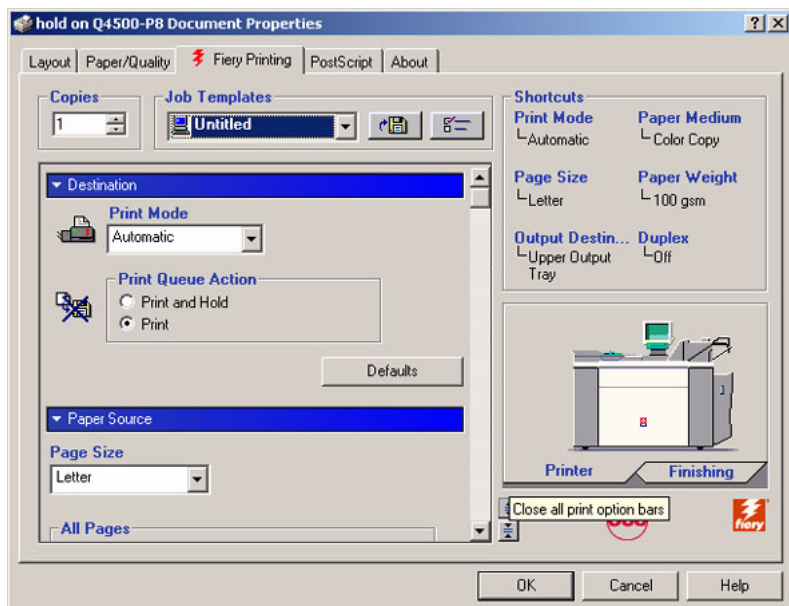 hold on Q4500-P8 Document Properties
Layout
Paper/Quality
Fiery Printing
PostScript
About
Copies
1
Job Templates
Untitled
Destination
Print Mode
Automatic
Print Queue Action
Print and Hold
Print
Defaults
Paper Source
Page Size
Letter
All Pages
Shortcuts
Print Mode
Automatic
Paper Medium
Color Copy
Page Size
Letter
Paper Weight
100 gsm
Output Destin...
Upper Output
Tray
Duplex
Off
Printer
Finishing
Close all print option bars
fiery
OK
Cancel
Help